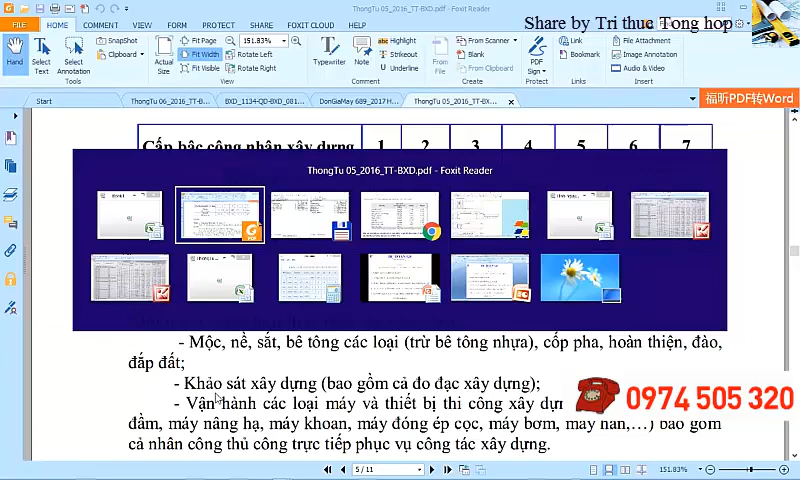 ThongTu 05_2016_TT-BXD.pdf - Foxit Reader
Share by Tri thuc Tong hop
FILE HOME COMMENT VIEW FORM PROTECT SHARE FOXIT CLOUD HELP
Hand
Select Text
Select Annotation
SnapShot
Clipboard
Tools
Actual Size
Fit Page
Fit Width
Fit Visible
151.83%
Rotate Left
Rotate Right
View
Typewriter
Note
Highlight
Strikeout
Underline
Comment
From File
From Scanner
Blank
From Clipboard
Create
PDF Sign
Protect
Link
Bookmark
Links
File Attachment
Image Annotation
Audio & Video
Insert
Start
ThongTu 06_2016_TT-B...
BXD_1134-QD-BXD_081...
DonGiaMay 689_2017 H...
ThongTu 05_2016_TT-BX...
福昕PDF转Word
Cấp bậc công nhân xây dựng 1 2 3 4 5 6 7
ThongTu 05_2016_TT-BXD.pdf - Foxit Reader
- Mộc, nề, sắt, bê tông các loại (trừ bê tông nhựa), cốp pha, hoàn thiện, đào,
đắp đất;
- Khảo sát xây dựng (bao gồm cả đo đạc xây dựng);
- Vận hành các loại máy và thiết bị thi công xây dựn
0974 505 320
đầm, máy nâng hạ, máy khoan, máy đóng ép cọc, máy bơm, máy hàn,...) bao gồm
cả nhân công thủ công trực tiếp phục vụ công tác xây dựng.
5 / 11
151.83%